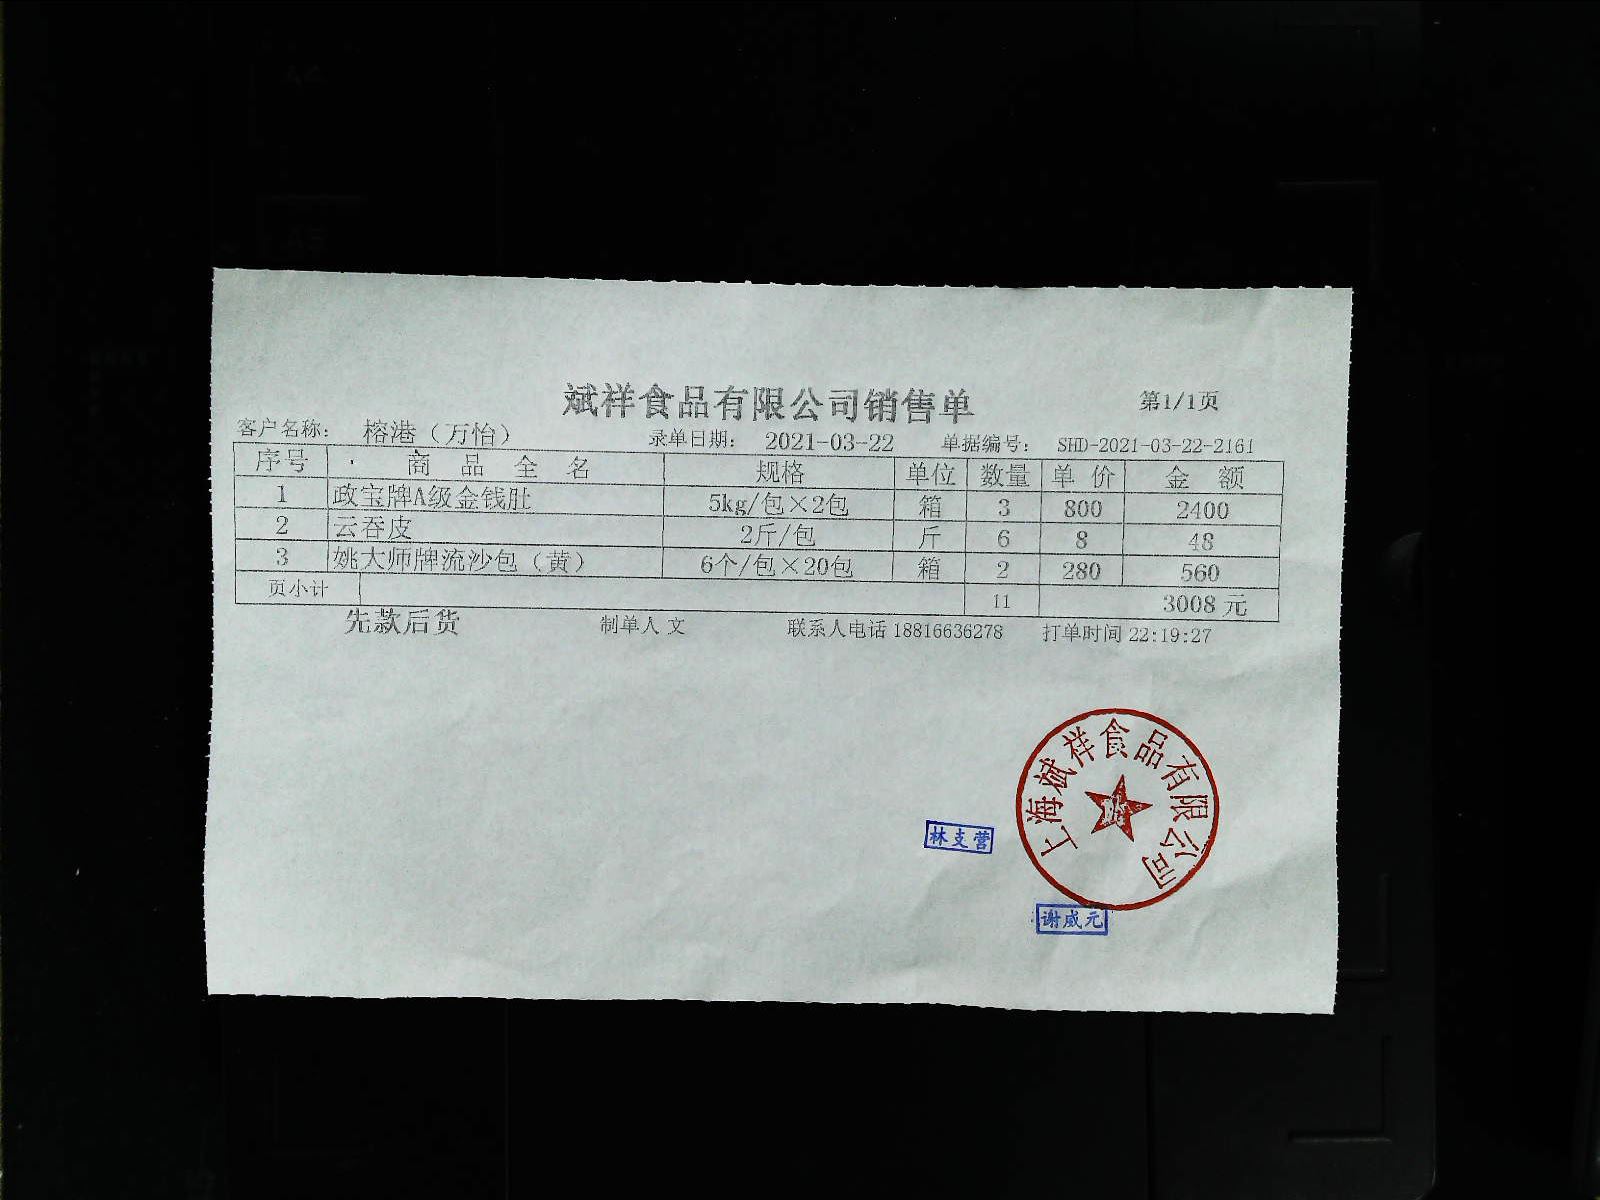 斌祥食品有限公司销售单 第1/1页
客户名称： 榕港（万怡） 录单日期： 2021-03-22 单据编号： SHD-2021-03-22-2161
序号 商 品 全 名 规格 单位 数量 单 价 金 额
1 政宝牌A级金钱肚 5kg/包×2包 箱 3 800 2400
2 云吞皮 2斤/包 斤 6 8 48
3 姚大师牌流沙包（黄） 6个/包×20包 箱 2 280 560
页小计 11 3008 元
先款后货 制单人 文 联系人电话 18816636278 打单时间 22:19:27
上海斌祥食品有限公司
林支营
谢威元